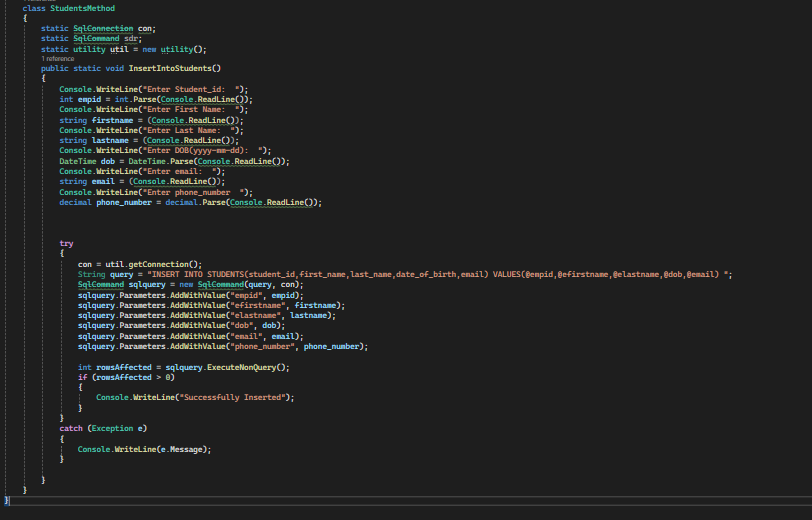 class StudentsMethod
{
static SqlConnection con;
static SqlCommand sdr;
static utility util = new utility();
1 reference
public static void InsertIntoStudents()
{
Console.WriteLine("Enter Student_id:  ");
int empid = int.Parse(Console.ReadLine());
Console.WriteLine("Enter First Name:  ");
string firstname = (Console.ReadLine());
Console.WriteLine("Enter Last Name:  ");
string lastname = (Console.ReadLine());
Console.WriteLine("Enter DOB(yyyy-mm-dd):  ");
DateTime dob = DateTime.Parse(Console.ReadLine());
Console.WriteLine("Enter email:  ");
string email = (Console.ReadLine());
Console.WriteLine("Enter phone_number  ");
decimal phone_number = decimal.Parse(Console.ReadLine());
try
{
con = util.getConnection();
String query = "INSERT INTO STUDENTS(student_id,first_name,last_name,date_of_birth,email) VALUES(@empid,@efirstname,@elastname,@dob,@email) ";
SqlCommand sqlquery = new SqlCommand(query, con);
sqlquery.Parameters.AddWithValue("empid", empid);
sqlquery.Parameters.AddWithValue("efirstname", firstname);
sqlquery.Parameters.AddWithValue("elastname", lastname);
sqlquery.Parameters.AddWithValue("dob", dob);
sqlquery.Parameters.AddWithValue("email", email);
sqlquery.Parameters.AddWithValue("phone_number", phone_number);
int rowsAffected = sqlquery.ExecuteNonQuery();
if (rowsAffected > 0)
{
Console.WriteLine("Successfully Inserted");
}
}
catch (Exception e)
{
Console.WriteLine(e.Message);
}
}
}
}